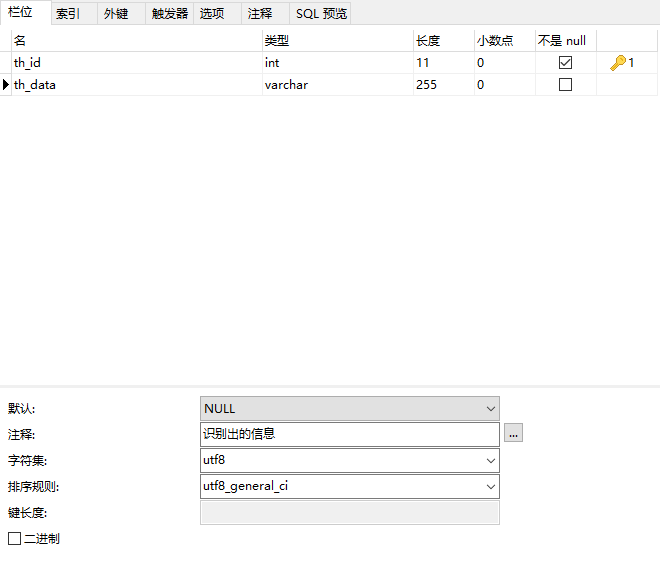 栏位 索引 外键 触发器 选项 注释 SQL 预览
名 类型 长度 小数点 不是 null
th_id int 11 0 1
th_data varchar 255 0
默认: NULL
注释: 识别出的信息 ...
字符集: utf8
排序规则: utf8_general_ci
键长度:
二进制